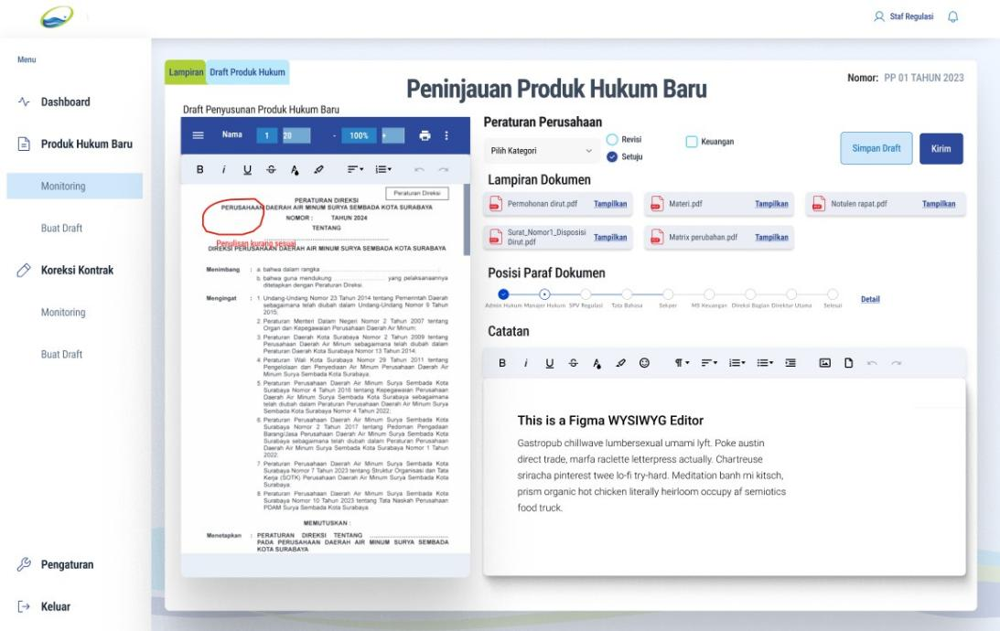 Staf Regulasi
Menu
Dashboard
Produk Hukum Baru
Monitoring
Buat Draft
Koreksi Kontrak
Monitoring
Buat Draft
Pengaturan
Keluar
Lampiran
Draft Produk Hukum
Peninjauan Produk Hukum Baru
Nomor: PP 01 TAHUN 2023
Draft Penyusunan Produk Hukum Baru
Nama 1 20 - 100% +
B i U S A
Peraturan Direksi
PERATURAN DIREKSI
PERUSAHAAN DAERAH AIR MINUM SURYA SEMBADA KOTA SURABAYA
NOMOR : TAHUN 2024
TENTANG
Penulisan kurang sesuai
DIREKSI PERUSAHAAN DAERAH AIR MINUM SURYA SEMBADA KOTA SURABAYA
Menimbang : a. bahwa dalam rangka
b. bahwa guna mendukung yang pelaksanaannya
ditetapkan dengan Peraturan Direksi.
Mengingat : 1. Undang-Undang Nomor 23 Tahun 2014 tentang Pemerintah Daerah
sebagaimana telah diubah dalam Undang-Undang Nomor 9 Tahun
2015;
2. Peraturan Menteri Dalam Negeri Nomor 2 Tahun 2007 tentang
Organ dan Kepegawaian Perusahaan Daerah Air Minum;
3. Peraturan Daerah Kota Surabaya Nomor 2 Tahun 2009 tentang
Perusahaan Daerah Air Minum sebagaimana telah diubah dalam
Peraturan Daerah Kota Surabaya Nomor 13 Tahun 2014;
4. Peraturan Wali Kota Surabaya Nomor 29 Tahun 2011 tentang
Pengelolaan dan Penyediaan Air Minum Perusahaan Daerah Air
Minum Surya Sembada Kota Surabaya.
5. Peraturan Perusahaan Daerah Air Minum Surya Sembada Kota
Surabaya Nomor 4 Tahun 2016 tentang Kepegawaian Perusahaan
Daerah Air Minum Surya Sembada Kota Surabaya sebagaimana
telah diubah dalam Peraturan Perusahaan Daerah Air Minum Surya
Sembada Kota Surabaya Nomor 4 Tahun 2022;
6. Peraturan Perusahaan Daerah Air Minum Surya Sembada Kota
Surabaya Nomor 2 Tahun 2017 tentang Pedoman Pengadaan
Barang/Jasa Perusahaan Daerah Air Minum Surya Sembada Kota
Surabaya sebagaimana telah diubah dalam Peraturan Perusahaan
Daerah Air Minum Surya Sembada Kota Surabaya Nomor 1 Tahun
2022.
7. Peraturan Perusahaan Daerah Air Minum Surya Sembada Kota
Surabaya Nomor 7 Tahun 2023 tentang Struktur Organisasi dan Tata
Kerja (SOTK) Perusahaan Daerah Air Minum Surya Sembada Kota
Surabaya;
8. Peraturan Perusahaan Daerah Air Minum Surya Sembada Kota
Surabaya Nomor 10 Tahun 2023 tentang Tata Naskah Perusahaan
PDAM Surya Sembada Kota Surabaya
MEMUTUSKAN :
Menetapkan : PERATURAN DIREKSI TENTANG
PADA PERUSAHAAN DAERAH AIR MINUM SURYA SEMBADA
KOTA SURABAYA
Peraturan Perusahaan
Pilih Kategori
Revisi
Setuju
Keuangan
Simpan Draft
Kirim
Lampiran Dokumen
Permohonan dirut.pdf Tampilkan
Materi.pdf Tampilkan
Notulen rapat.pdf Tampilkan
Surat_Nomor1_Disposisi
Dirut.pdf Tampilkan
Matrix perubahan.pdf Tampilkan
Posisi Paraf Dokumen
Admin Hukum Manajer Hukum SPV Regulasi Tata Bahasa Sekper MS Keuangan Direksi Bagian Direktur Utama Selesai
Detail
Catatan
B i U S A
This is a Figma WYSIWYG Editor
Gastropub chillwave lumbersexual umami lyft. Poke austin
direct trade, marfa raclette letterpress actually. Chartreuse
sriracha pinterest twee lo-fi try-hard. Meditation banh mi kitsch,
prism organic hot chicken literally heirloom occupy af semiotics
food truck.